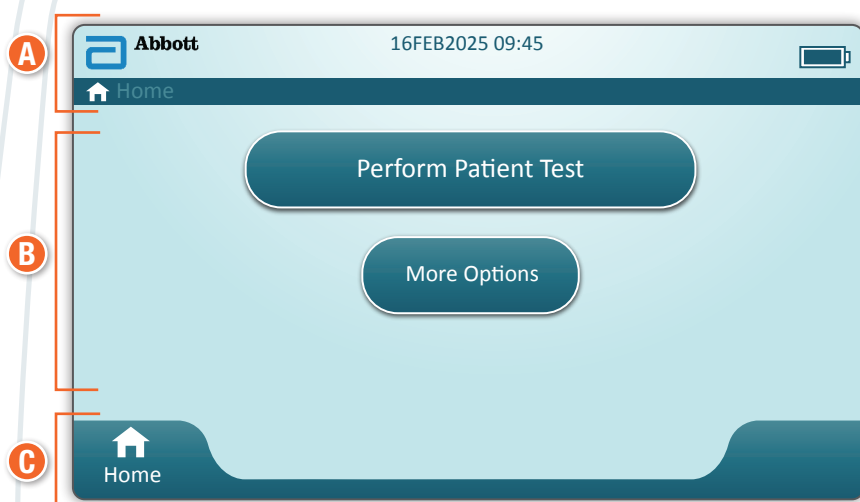 A
Abbott
16FEB2025 09:45
Home
B
Perform Patient Test
More Options
C
Home